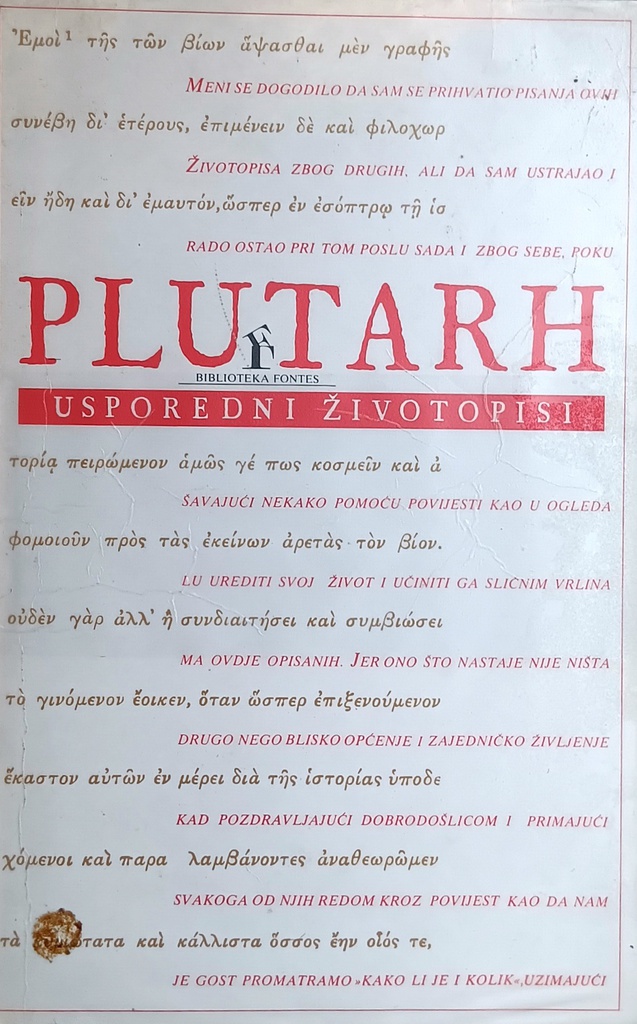 Ἐμοὶ¹ τῆς τῶν βίων ἅψασθαι μὲν γραφῆς
MENI SE DOGODILO DA SAM SE PRIHVATIO PISANJA OVIH
συνέβη δι' ἑτέρους, ἐπιμένειν δὲ καὶ φιλοχωρ
ŽIVOTOPISA ZBOG DRUGIH, ALI DA SAM USTRAJAO I
εῖν ἤδη καὶ δι' ἐμαυτόν, ὥσπερ ἐν ἐσόπτρῳ τῇ ἱσ
RADO OSTAO PRI TOM POSLU SADA I ZBOG SEBE, POKU
PLUTARH
F
BIBLIOTEKA FONTES
USPOREDNI ŽIVOTOPISI
τορίᾳ πειρώμενον ἁμῶς γέ πως κοσμεῖν καὶ ἀ
ŠAVAJUĆI NEKAKO POMOĆU POVIJESTI KAO U OGLEDA
φομοιοῦν πρὸς τὰς ἐκείνων ἀρετὰς τὸν βίον.
LU UREDITI SVOJ ŽIVOT I UČINITI GA SLIČNIM VRLINA
οὐδὲν γὰρ ἀλλ' ἢ συνδιαιτήσει καὶ συμβιώσει
MA OVDJE OPISANIH. JER ONO ŠTO NASTAJE NIJE NIŠTA
τὸ γινόμενον ἔοικεν, ὅταν ὥσπερ ἐπιξενούμενον
DRUGO NEGO BLISKO OPĆENJE I ZAJEDNIČKO ŽIVLJENJE
ἕκαστον αὐτῶν ἐν μέρει διὰ τῆς ἱστορίας ὑποδε
KAD POZDRAVLJAJUĆI DOBRODOŠLICOM I PRIMAJUĆI
χόμενοι καὶ παρα λαμβάνοντες ἀναθεωρῶμεν
SVAKOGA OD NJIH REDOM KROZ POVIJEST KAO DA NAM
τὰ καὶ κάλλιστα ὅσσος ἔην οἷός τε,
JE GOST PROMATRAMO »KAKO LI JE I KOLIK«, UZIMAJUĆI